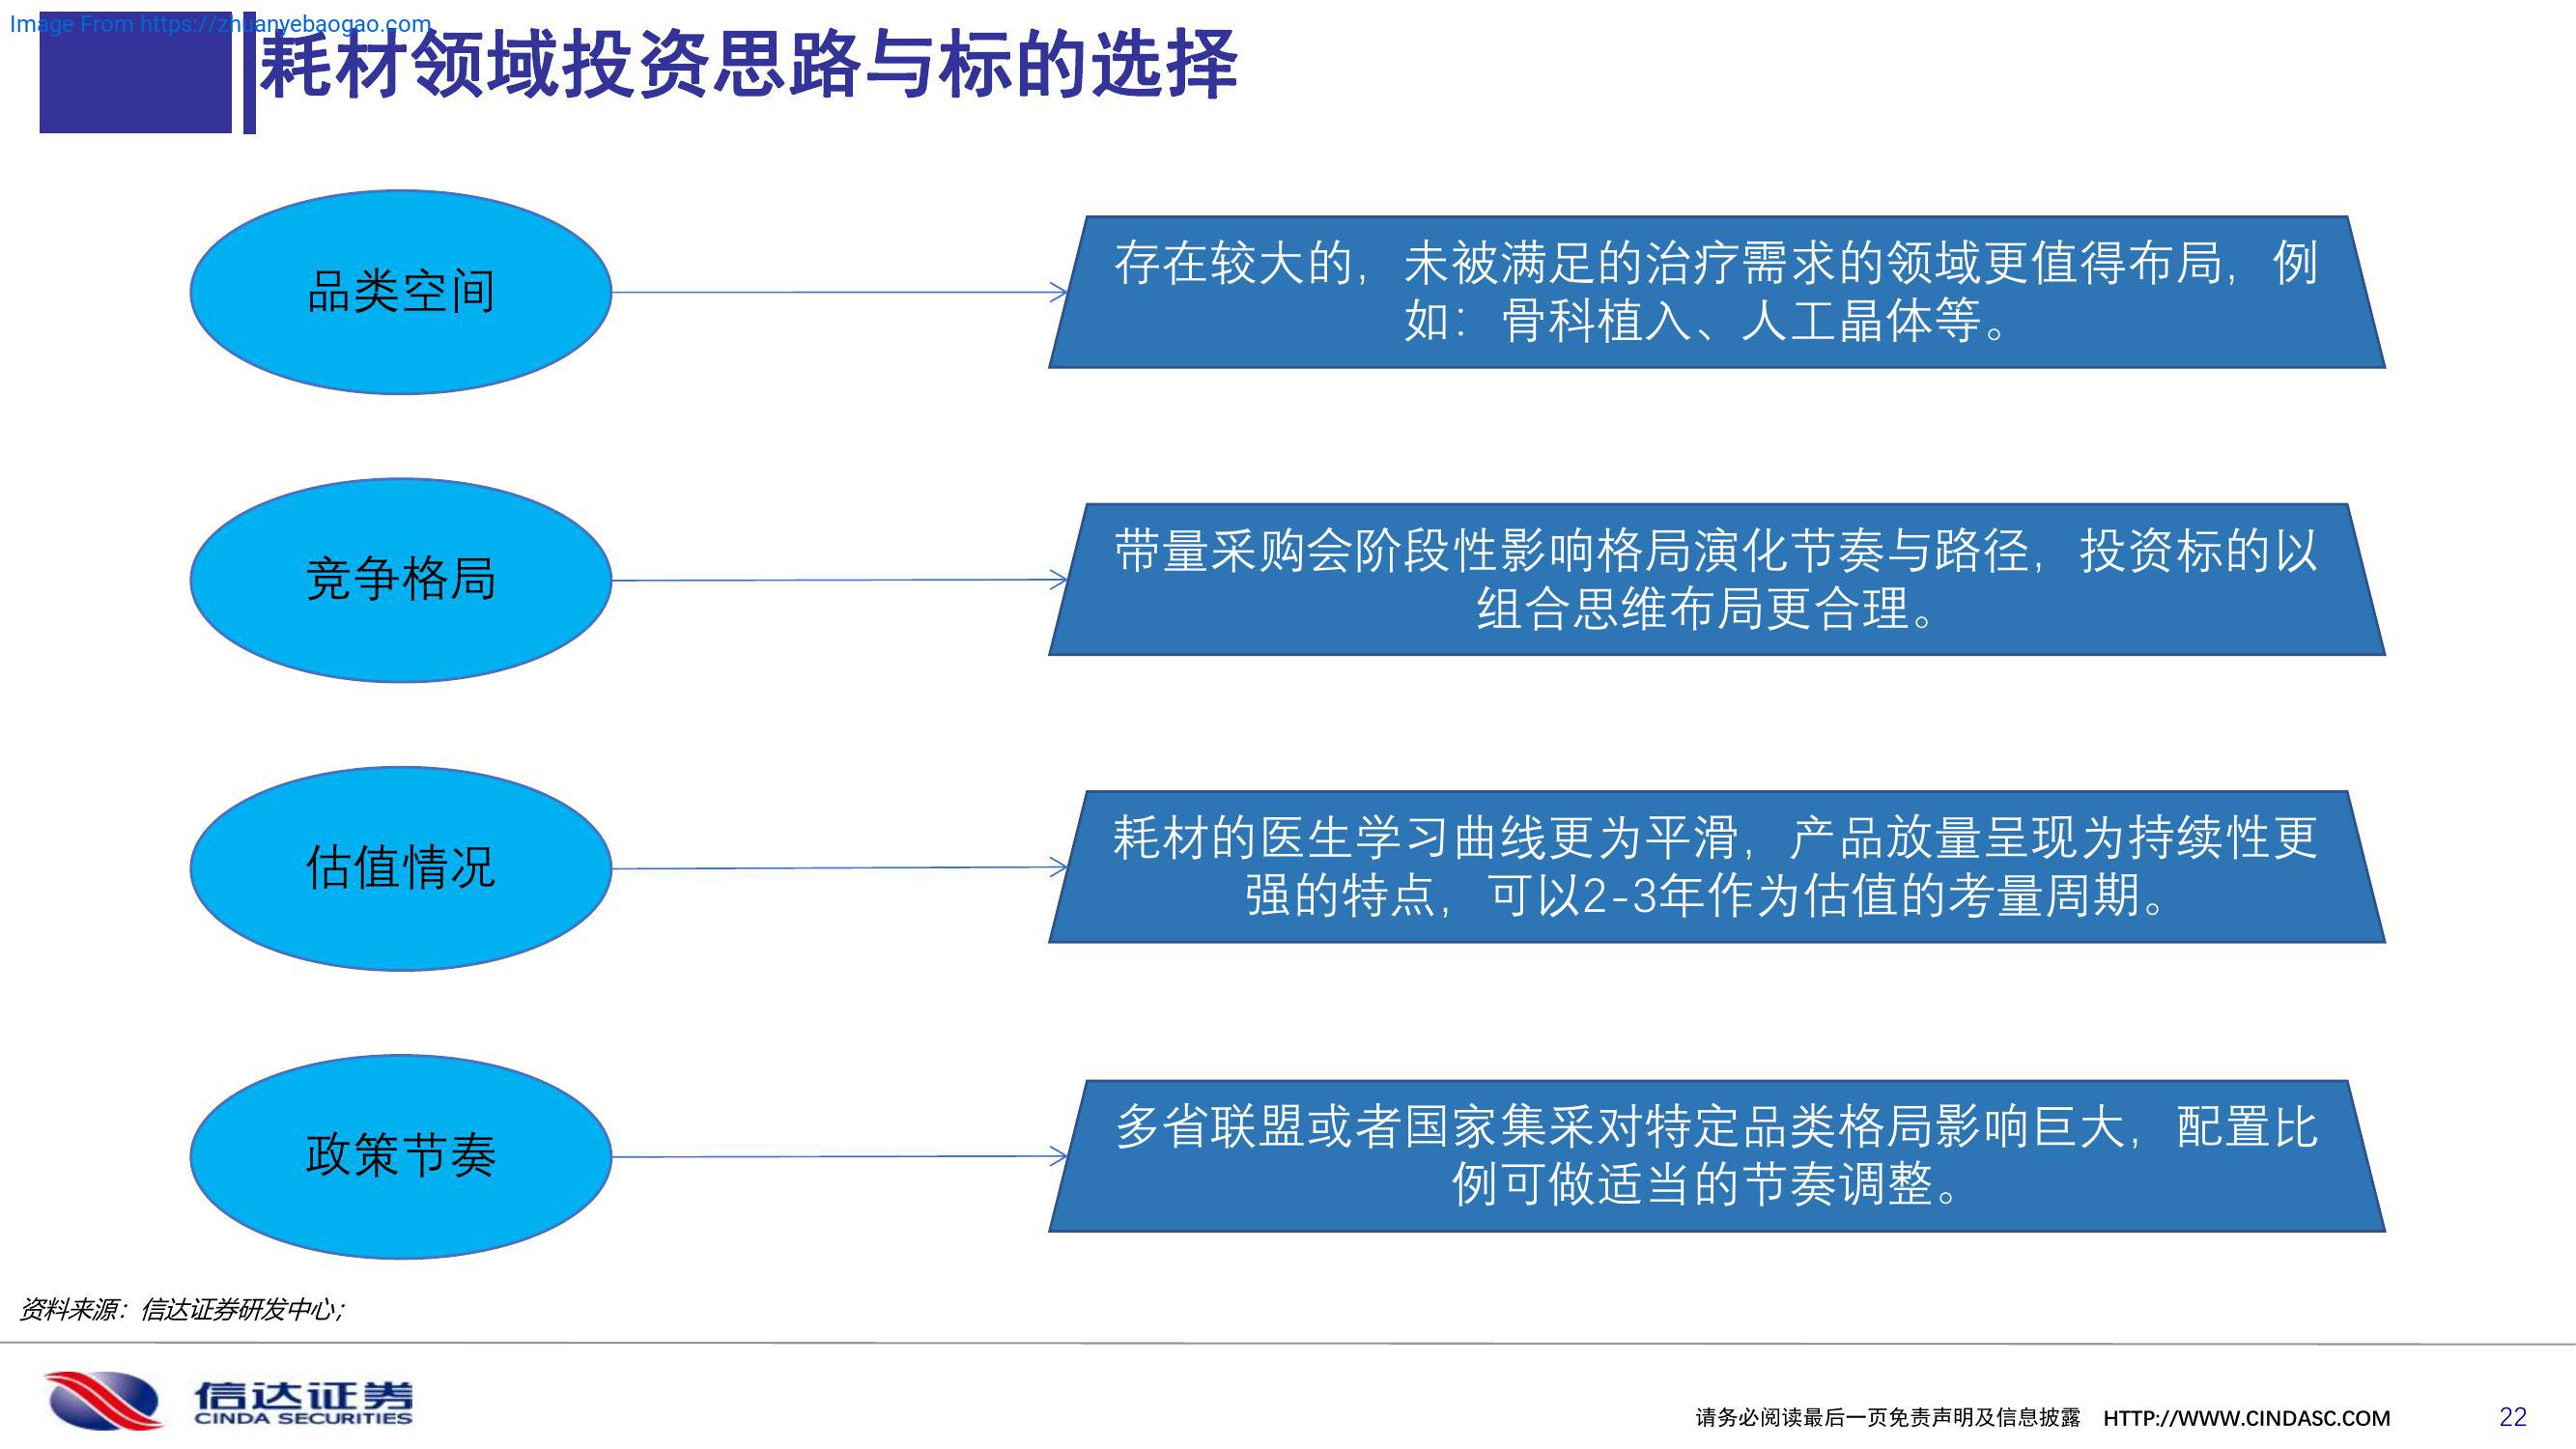 Image From https://zhuanyebaogao.com
耗材领域投资思路与标的选择
品类空间
存在较大的，未被满足的治疗需求的领域更值得布局，例
如：骨科植入、人工晶体等。
竞争格局
带量采购会阶段性影响格局演化节奏与路径，投资标的以
组合思维布局更合理。
估值情况
耗材的医生学习曲线更为平滑，产品放量呈现为持续性更
强的特点，可以2-3年作为估值的考量周期。
政策节奏
多省联盟或者国家集采对特定品类格局影响巨大，配置比
例可做适当的节奏调整。
资料来源：信达证券研发中心；
信达证券
CINDA SECURITIES
请务必阅读最后一页免责声明及信息披露 HTTP://WWW.CINDASC.COM 22